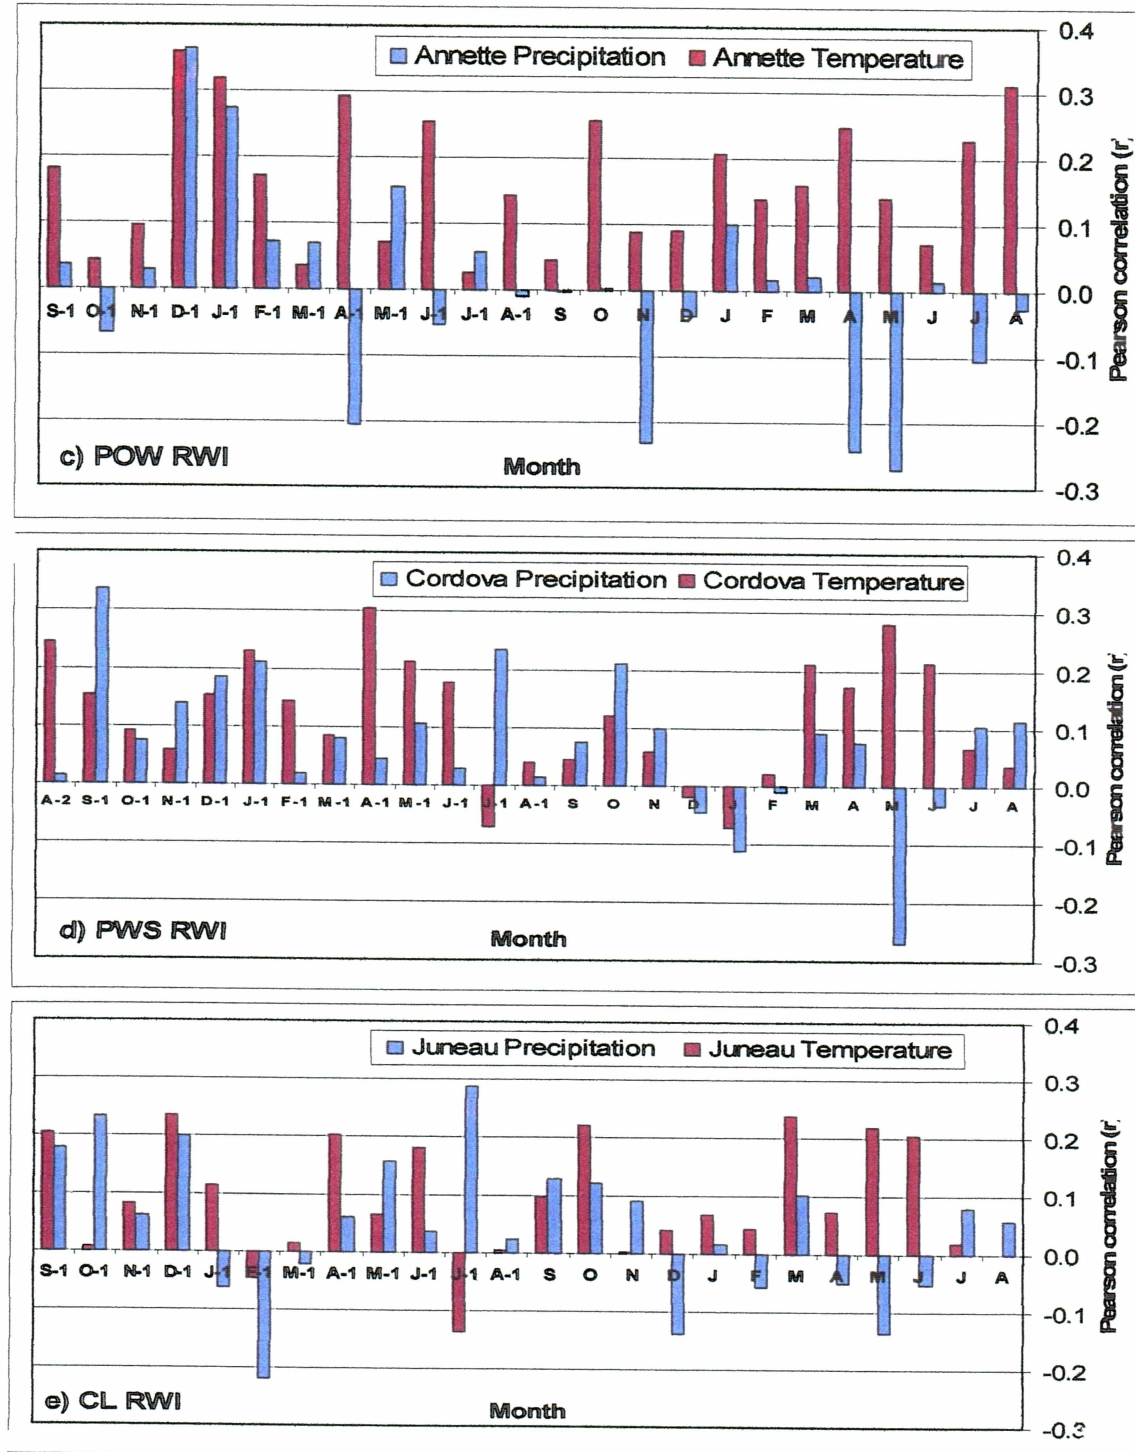 Annette Precipitation Annette Temperature
0.4
0.3
0.2
0.1
0.0
-0.1
-0.2
-0.3
Pearson correlation (r)
S-1 O-1 N-1 D-1 J-1 F-1 M-1 A-1 M-1 J-1 J-1 A-1 S O N D J F M A M J J A
c) POW RWI
Month
Cordova Precipitation Cordova Temperature
0.4
0.3
0.2
0.1
0.0
-0.1
-0.2
-0.3
Pearson correlation (r)
A-2 S-1 O-1 N-1 D-1 J-1 F-1 M-1 A-1 M-1 J-1 J-1 A-1 S O N D J F M A M J J A
d) PWS RWI
Month
Juneau Precipitation Juneau Temperature
0.4
0.3
0.2
0.1
0.0
-0.1
-0.2
-0.3
Pearson correlation (r)
S-1 O-1 N-1 D-1 J-1 F-1 M-1 A-1 M-1 J-1 J-1 A-1 S O N D J F M A M J J A
e) CL RWI
Month